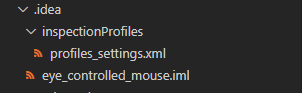 .idea
inspectionProfiles
profiles_settings.xml
eye_controlled_mouse.iml